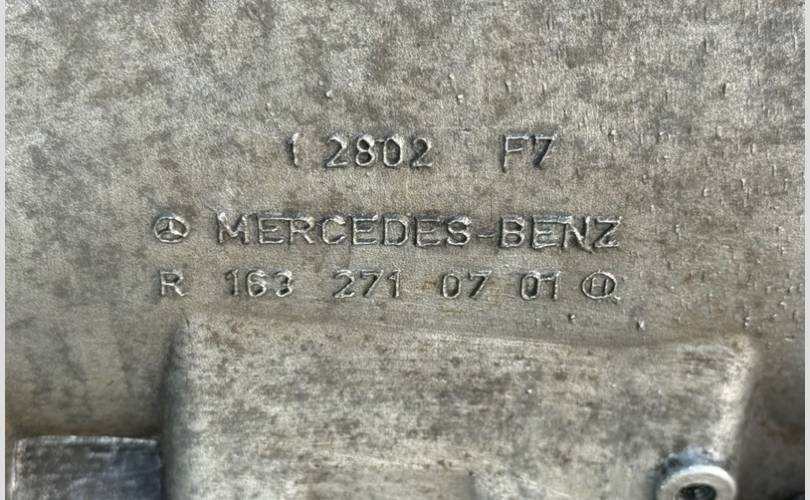 1 2802 F7
MERCEDES-BENZ
R 163 271 07 01 H